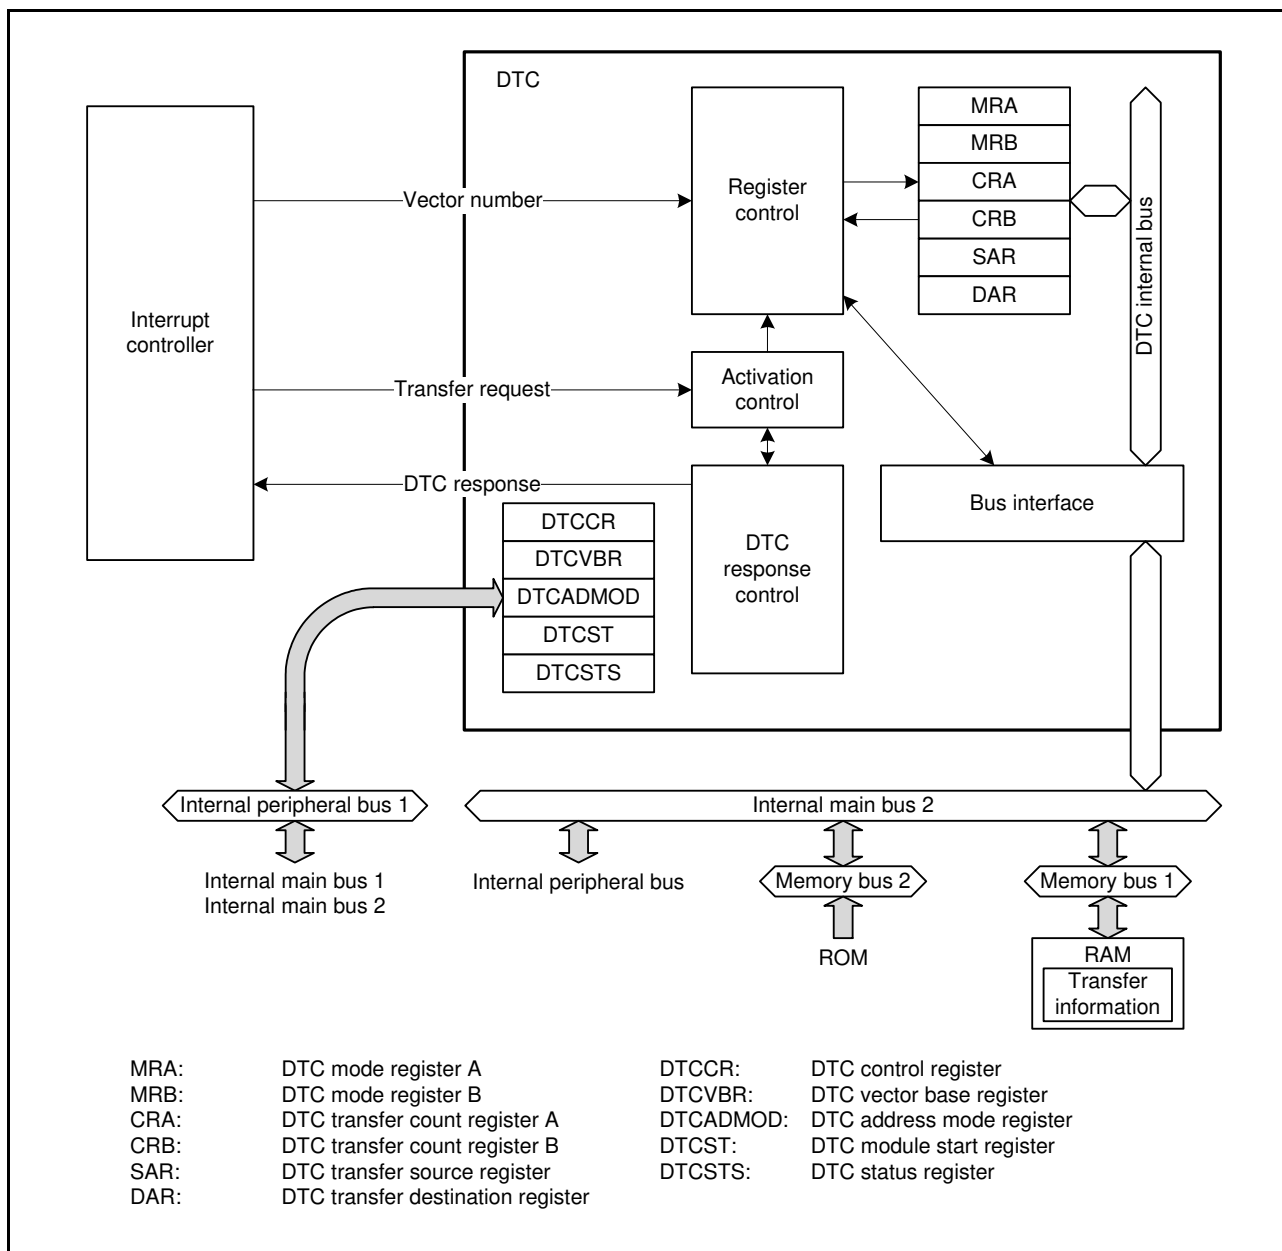 DTC
MRA
MRB
CRA
CRB
SAR
DAR
Register
control
Vector number
DTC internal bus
Interrupt
controller
Activation
control
Transfer request
DTC response
Bus interface
DTCCR
DTCVBR
DTCADMOD
DTCST
DTCSTS
DTC
response
control
Internal peripheral bus 1
Internal main bus 2
Internal main bus 1
Internal main bus 2
Internal peripheral bus
Memory bus 2
Memory bus 1
ROM
RAM
Transfer
information
MRA: DTC mode register A
MRB: DTC mode register B
CRA: DTC transfer count register A
CRB: DTC transfer count register B
SAR: DTC transfer source register
DAR: DTC transfer destination register
DTCCR: DTC control register
DTCVBR: DTC vector base register
DTCADMOD: DTC address mode register
DTCST: DTC module start register
DTCSTS: DTC status register